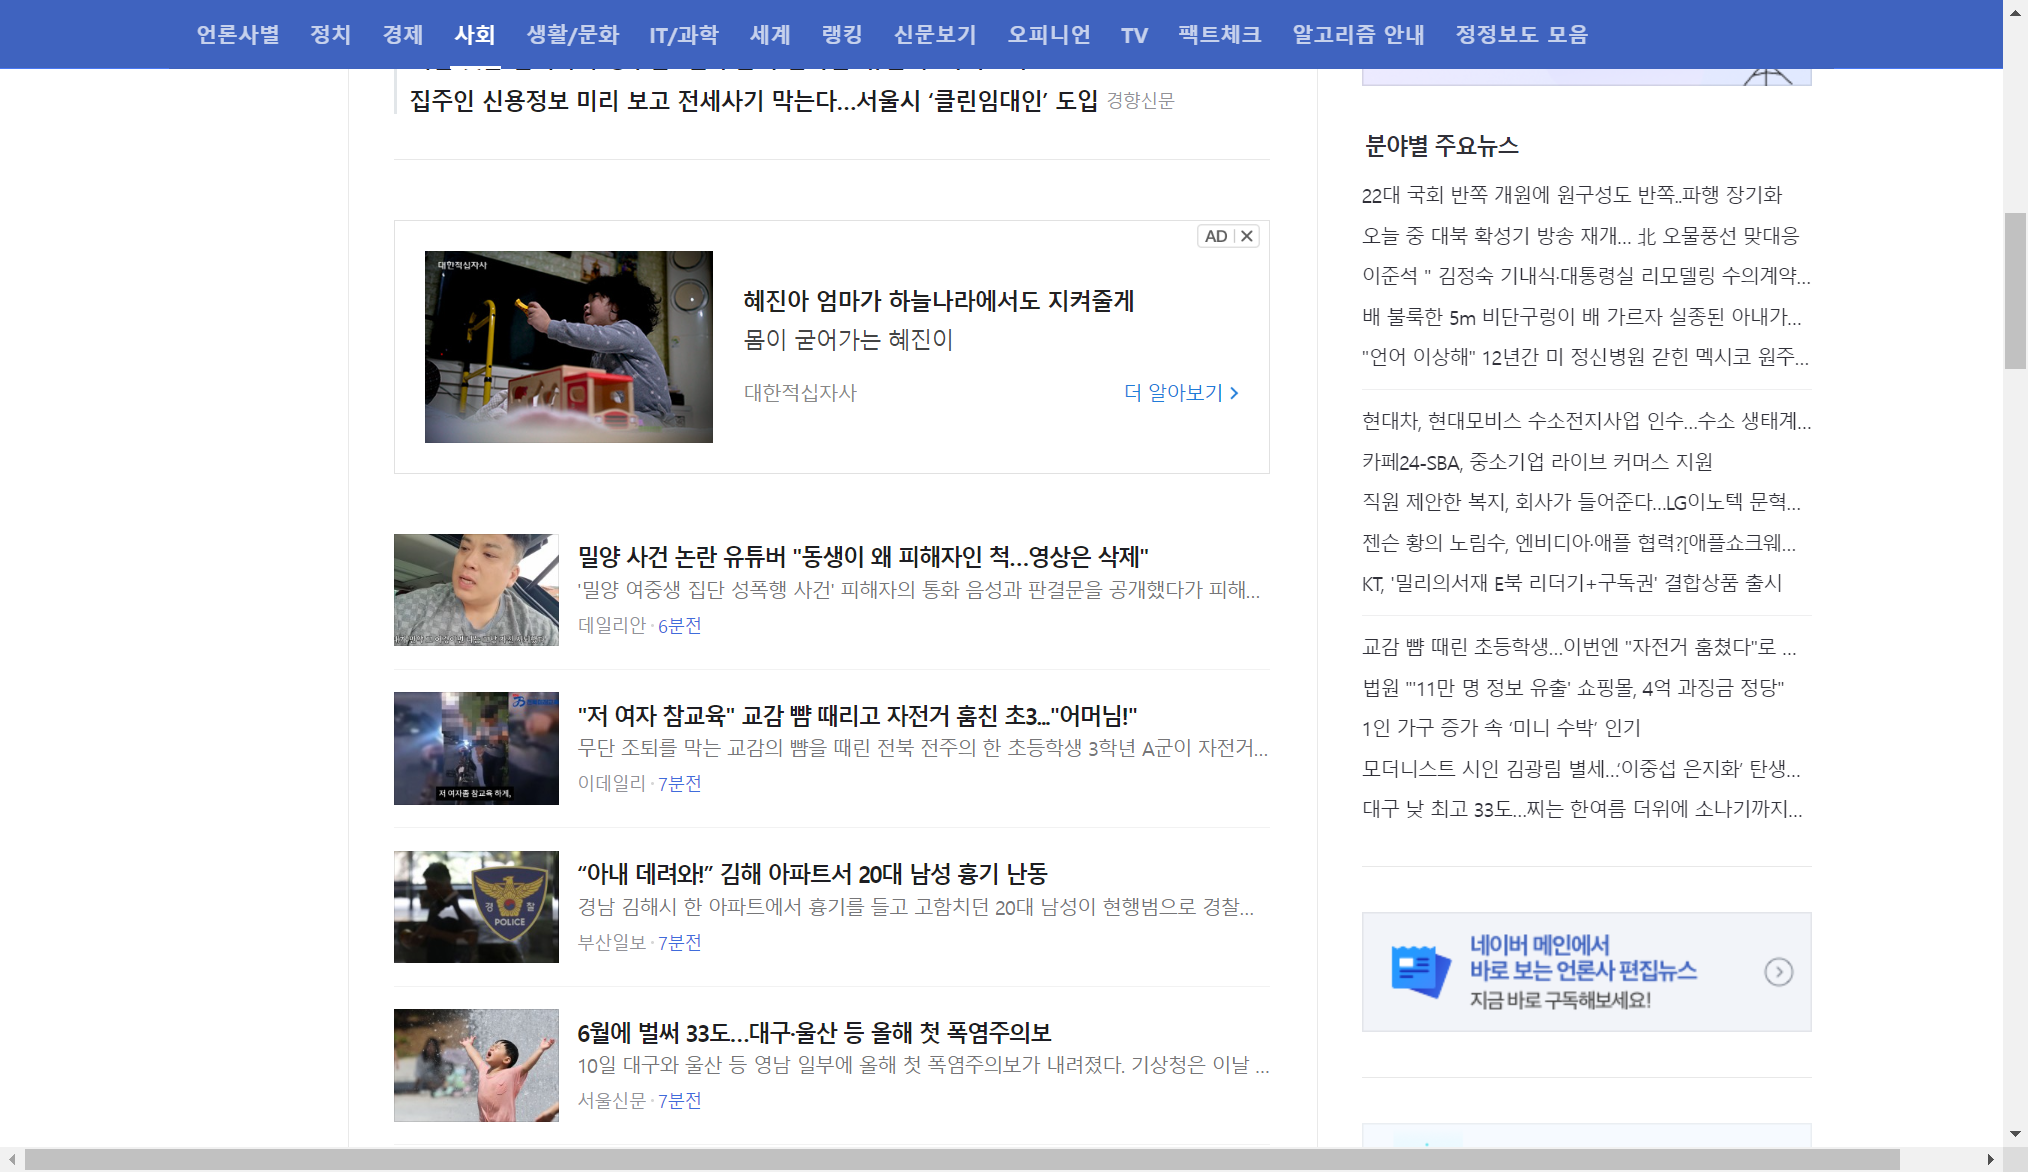 언론사별 정치 경제 사회 생활/문화 IT/과학 세계 랭킹 신문보기 오피니언 TV 팩트체크 알고리즘 안내 정정보도 모음
집주인 신용정보 미리 보고 전세사기 막는다…서울시 ‘클린임대인’ 도입 경향신문
AD
대한적십자사
혜진아 엄마가 하늘나라에서도 지켜줄게
몸이 굳어가는 혜진이
대한적십자사 더 알아보기
밀양 사건 논란 유튜버 "동생이 왜 피해자인 척…영상은 삭제"
'밀양 여중생 집단 성폭행 사건' 피해자의 통화 음성과 판결문을 공개했다가 피해...
데일리안 · 6분전
"저 여자 참교육" 교감 뺨 때리고 자전거 훔친 초3..."어머님!"
무단 조퇴를 막는 교감의 뺨을 때린 전북 전주의 한 초등학생 3학년 A군이 자전거...
이데일리 · 7분전
저 여자좀 참교육 하게,
“아내 데려와!” 김해 아파트서 20대 남성 흉기 난동
경남 김해시 한 아파트에서 흉기를 들고 고함치던 20대 남성이 현행범으로 경찰...
부산일보 · 7분전
경 찰
POLICE
6월에 벌써 33도…대구·울산 등 올해 첫 폭염주의보
10일 대구와 울산 등 영남 일부에 올해 첫 폭염주의보가 내려졌다. 기상청은 이날 ...
서울신문 · 7분전
분야별 주요뉴스
22대 국회 반쪽 개원에 원구성도 반쪽..파행 장기화
오늘 중 대북 확성기 방송 재개… 北 오물풍선 맞대응
이준석 " 김정숙 기내식·대통령실 리모델링 수의계약...
배 불룩한 5m 비단구렁이 배 가르자 실종된 아내가...
"언어 이상해" 12년간 미 정신병원 갇힌 멕시코 원주...
현대차, 현대모비스 수소전지사업 인수…수소 생태계...
카페24-SBA, 중소기업 라이브 커머스 지원
직원 제안한 복지, 회사가 들어준다…LG이노텍 문혁...
젠슨 황의 노림수, 엔비디아·애플 협력?[애플쇼크웨...
KT, '밀리의서재 E북 리더기+구독권' 결합상품 출시
교감 뺨 때린 초등학생…이번엔 "자전거 훔쳤다"로 ...
법원 "'11만 명 정보 유출' 쇼핑몰, 4억 과징금 정당"
1인 가구 증가 속 ‘미니 수박’ 인기
모더니스트 시인 김광림 별세…‘이중섭 은지화’ 탄생...
대구 낮 최고 33도…찌는 한여름 더위에 소나기까지...
네이버 메인에서
바로 보는 언론사 편집뉴스
지금 바로 구독해보세요!